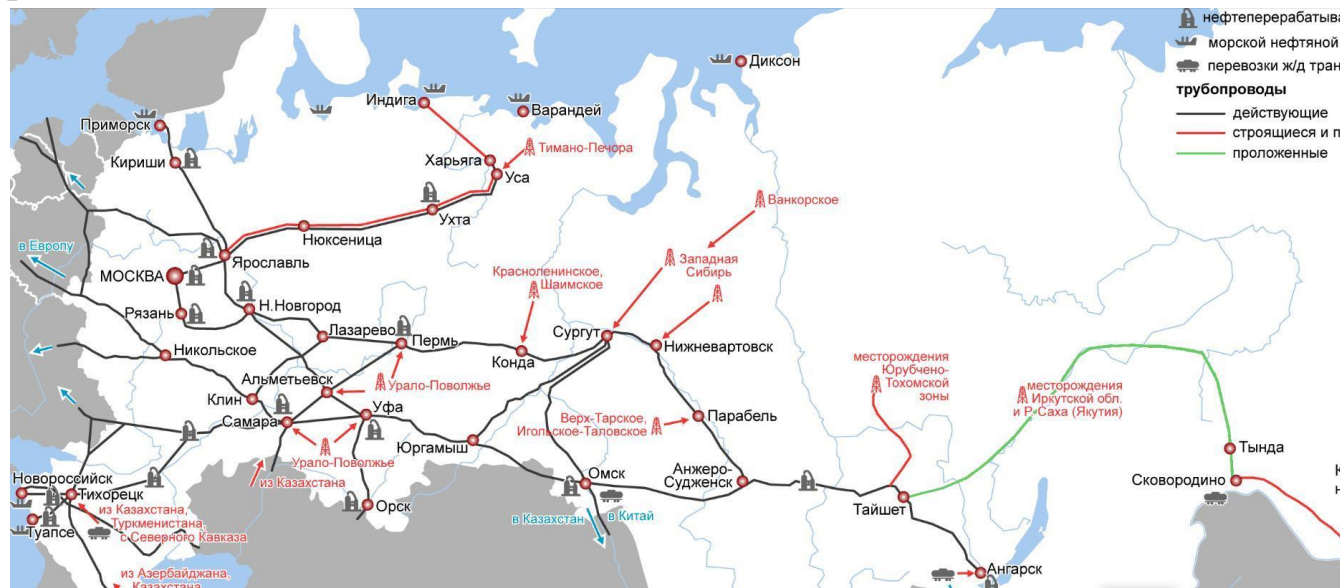 нефтеперерабатыва
морской нефтяной
перевозки ж/д тран
трубопроводы
действующие
строящиеся и п
проложенные
Диксон
Индига
Варандей
Приморск
Кириши
Харьяга
Тимано-Печора
Уса
Ухта
Нюксеница
Ванкорское
в Европу
Ярославль
МОСКВА
Западная
Сибирь
Красноленинское,
Шаимское
Рязань
Н.Новгород
Лазарево
Пермь
Сургут
Нижневартовск
Никольское
Конда
месторождения
Юрубчено-
Тохомской
зоны
Альметьевск
Урало-Поволжье
Клин
месторождения
Иркутской обл.
и Р. Саха (Якутия)
Самара
Уфа
Верх-Тарское,
Игольское-Таловское
Парабель
Юргамыш
Урало-Поволжье
Тында
Новороссийск
из Казахстана
Омск
Анжеро-
Судженск
Сковородино
Тихорецк
Орск
Тайшет
из Казахстана,
Туркменистана,
с Северного Кавказа
Туапсе
в Казахстан
в Китай
Ангарск
из Азербайджана,
Казахстана